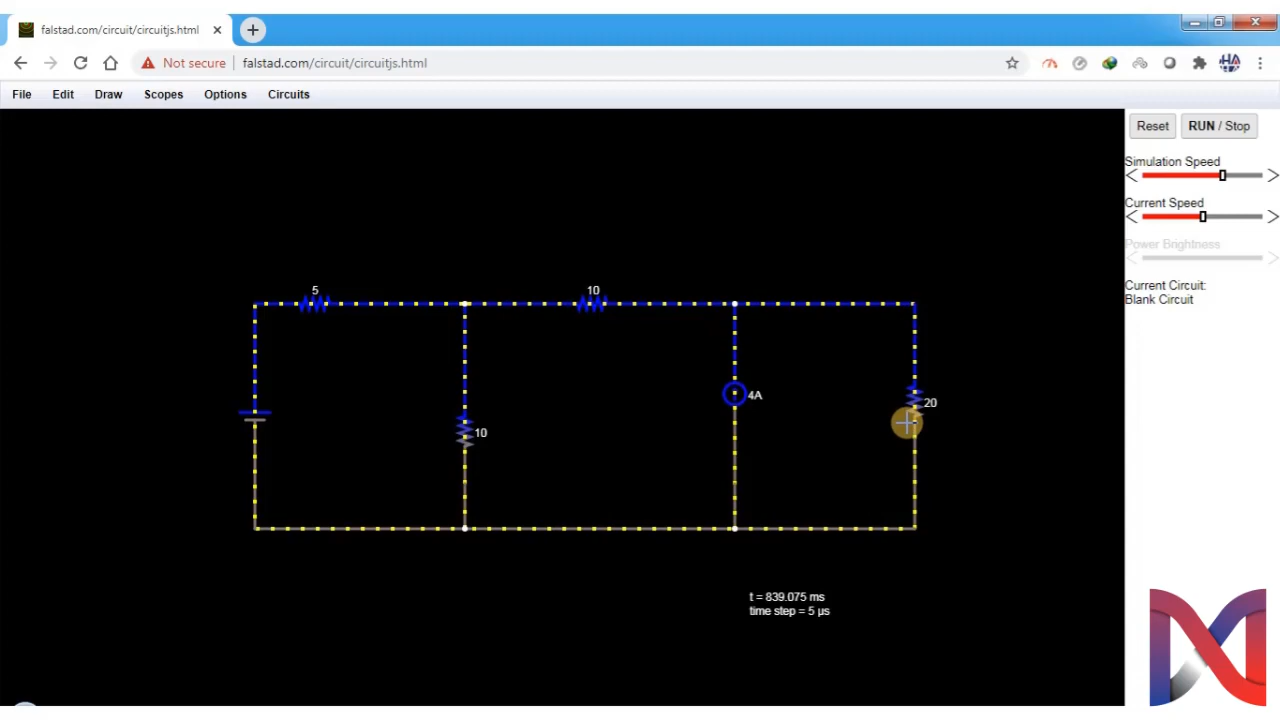 falstad.com/circuit/circuitjs.html
Not secure
falstad.com/circuit/circuitjs.html
File Edit Draw Scopes Options Circuits
Reset RUN / Stop
Simulation Speed
Current Speed
Power Brightness
Current Circuit:
Blank Circuit
5
10
4A
20
10
t = 839.075 ms
time step = 5 µs